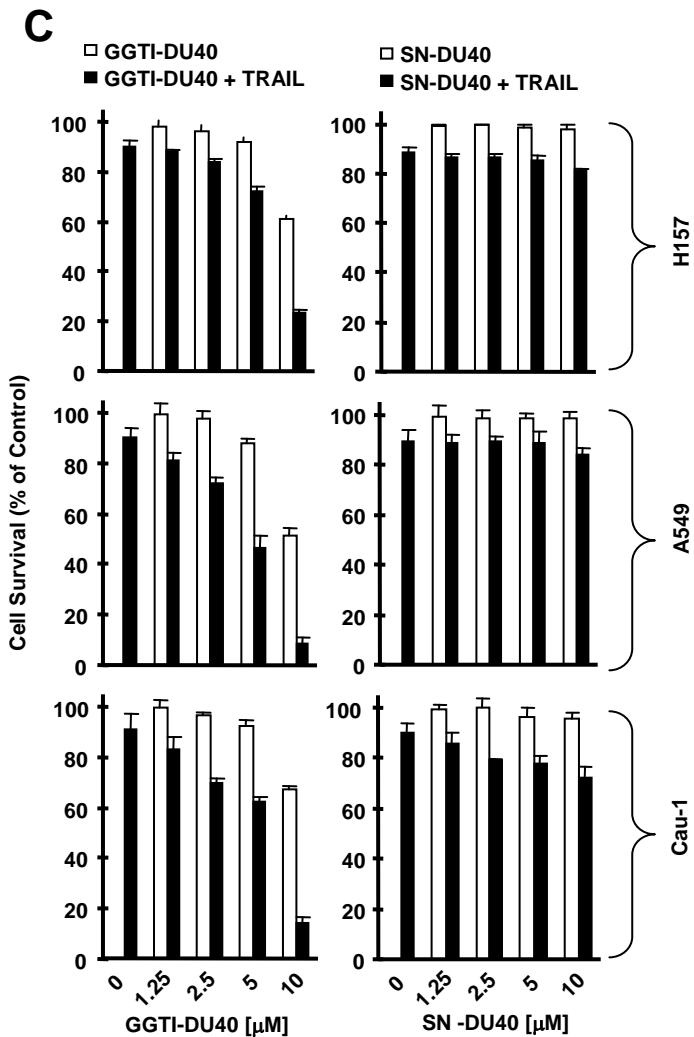 C
GGTI-DU40
GGTI-DU40 + TRAIL
SN-DU40
SN-DU40 + TRAIL
Cell Survival (% of Control)
100
80
60
40
20
0
100
80
60
40
20
0
H157
100
80
60
40
20
0
100
80
60
40
20
0
A549
100
80
60
40
20
0
100
80
60
40
20
0
Cau-1
0 1.25 2.5 5 10
GGTI-DU40 [µM]
0 1.25 2.5 5 10
SN -DU40 [µM]